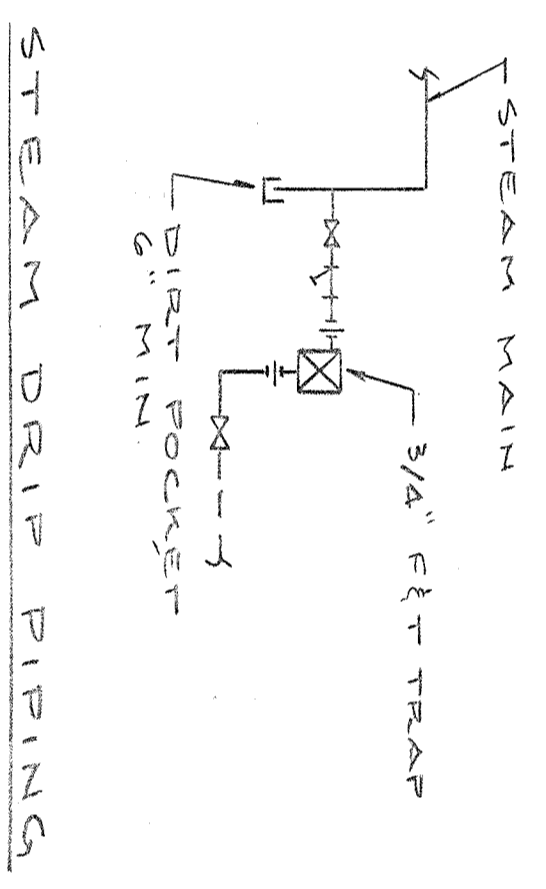 STEAM MAIN
3/4" F&T TRAP
DIRT POCKET
6" MIN.
STEAM DRIP PIPING